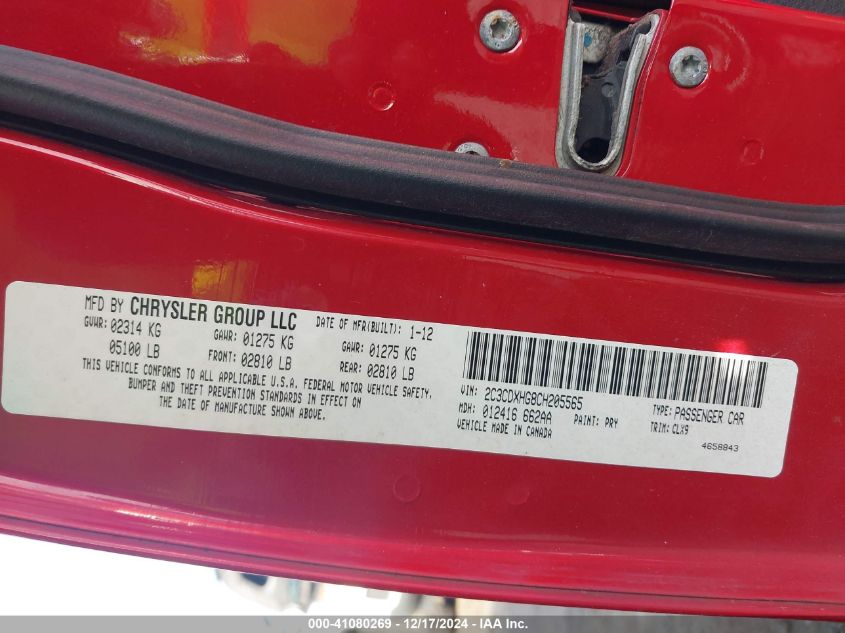 MFD BY CHRYSLER GROUP LLC DATE OF MFR(BUILT): 1-12
GVWR: 02314 KG GAWR: 01275 KG GAWR: 01275 KG
05100 LB FRONT: 02810 LB REAR: 02810 LB
THIS VEHICLE CONFORMS TO ALL APPLICABLE U.S.A. FEDERAL MOTOR VEHICLE SAFETY,
BUMPER AND THEFT PREVENTION STANDARDS IN EFFECT ON
THE DATE OF MANUFACTURE SHOWN ABOVE.
VIN: 2C3CDXHG8CH205565 TYPE: PASSENGER CAR
MDH: 012416 662AA PAINT: PRY TRIM: CLX9
VEHICLE MADE IN CANADA 4658843
000-41080269 - 12/17/2024 - IAA Inc.